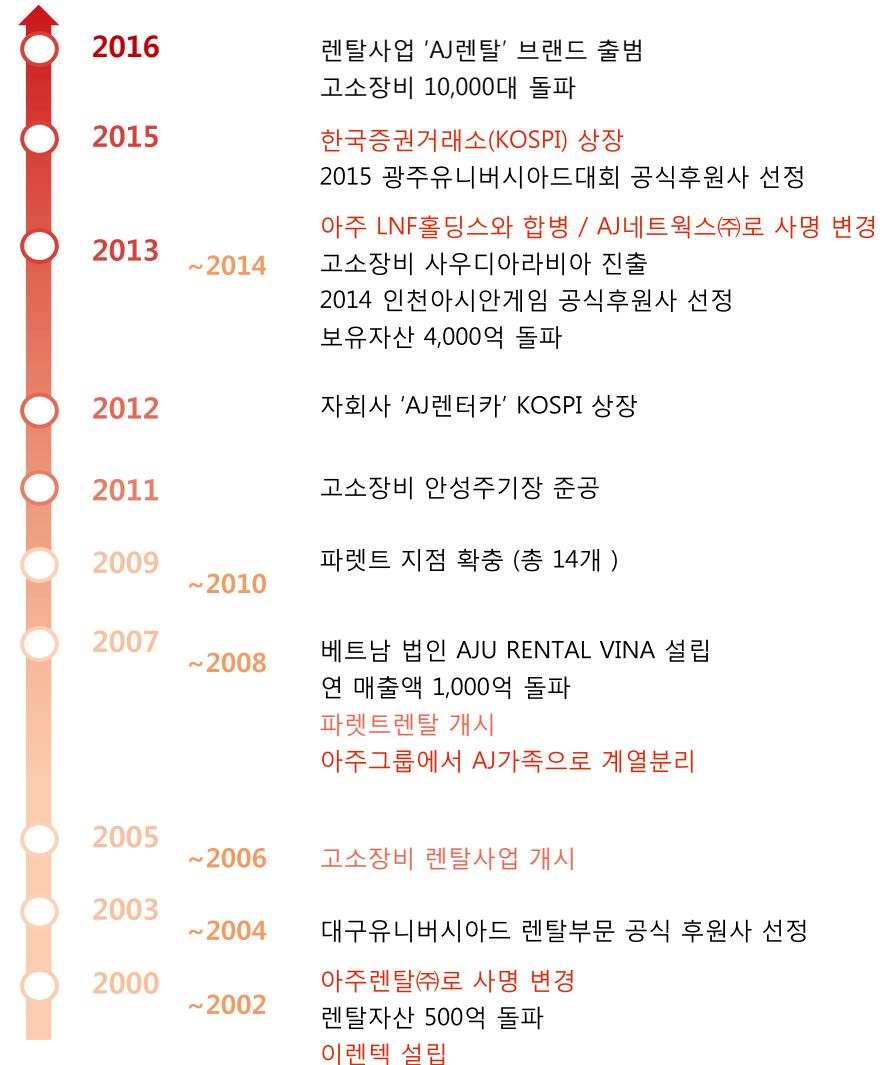 2016
렌탈사업 ‘AJ렌탈’ 브랜드 출범
고소장비 10,000대 돌파
2015
한국증권거래소(KOSPI) 상장
2015 광주유니버시아드대회 공식후원사 선정
2013 ~2014
아주 LNF홀딩스와 합병 / AJ네트웍스㈜로 사명 변경
고소장비 사우디아라비아 진출
2014 인천아시안게임 공식후원사 선정
보유자산 4,000억 돌파
2012
자회사 ‘AJ렌터카’ KOSPI 상장
2011
고소장비 안성주기장 준공
2009 ~2010
파렛트 지점 확충 (총 14개 )
2007 ~2008
베트남 법인 AJU RENTAL VINA 설립
연 매출액 1,000억 돌파
파렛트렌탈 개시
아주그룹에서 AJ가족으로 계열분리
2005 ~2006
고소장비 렌탈사업 개시
2003 ~2004
대구유니버시아드 렌탈부문 공식 후원사 선정
2000 ~2002
아주렌탈㈜로 사명 변경
렌탈자산 500억 돌파
이렌텍 설립